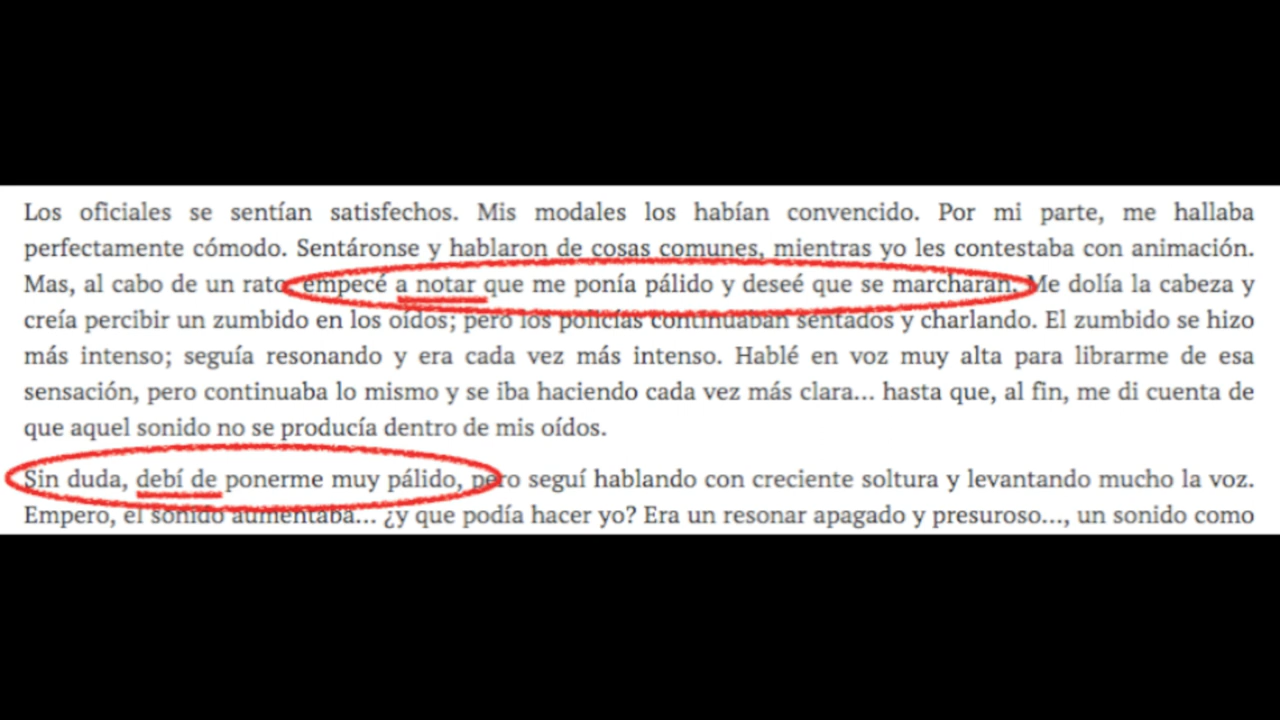 Los oficiales se sentían satisfechos. Mis modales los habían convencido. Por mi parte, me hallaba
perfectamente cómodo. Sentáronse y hablaron de cosas comunes, mientras yo les contestaba con animación.
Mas, al cabo de un rato, empecé a notar que me ponía pálido y deseé que se marcharan. Me dolía la cabeza y
creía percibir un zumbido en los oídos; pero los policías continuaban sentados y charlando. El zumbido se hizo
más intenso; seguía resonando y era cada vez más intenso. Hablé en voz muy alta para librarme de esa
sensación, pero continuaba lo mismo y se iba haciendo cada vez más clara... hasta que, al fin, me di cuenta de
que aquel sonido no se producía dentro de mis oídos.
Sin duda, debí de ponerme muy pálido, pero seguí hablando con creciente soltura y levantando mucho la voz.
Empero, el sonido aumentaba... ¿y que podía hacer yo? Era un resonar apagado y presuroso..., un sonido como